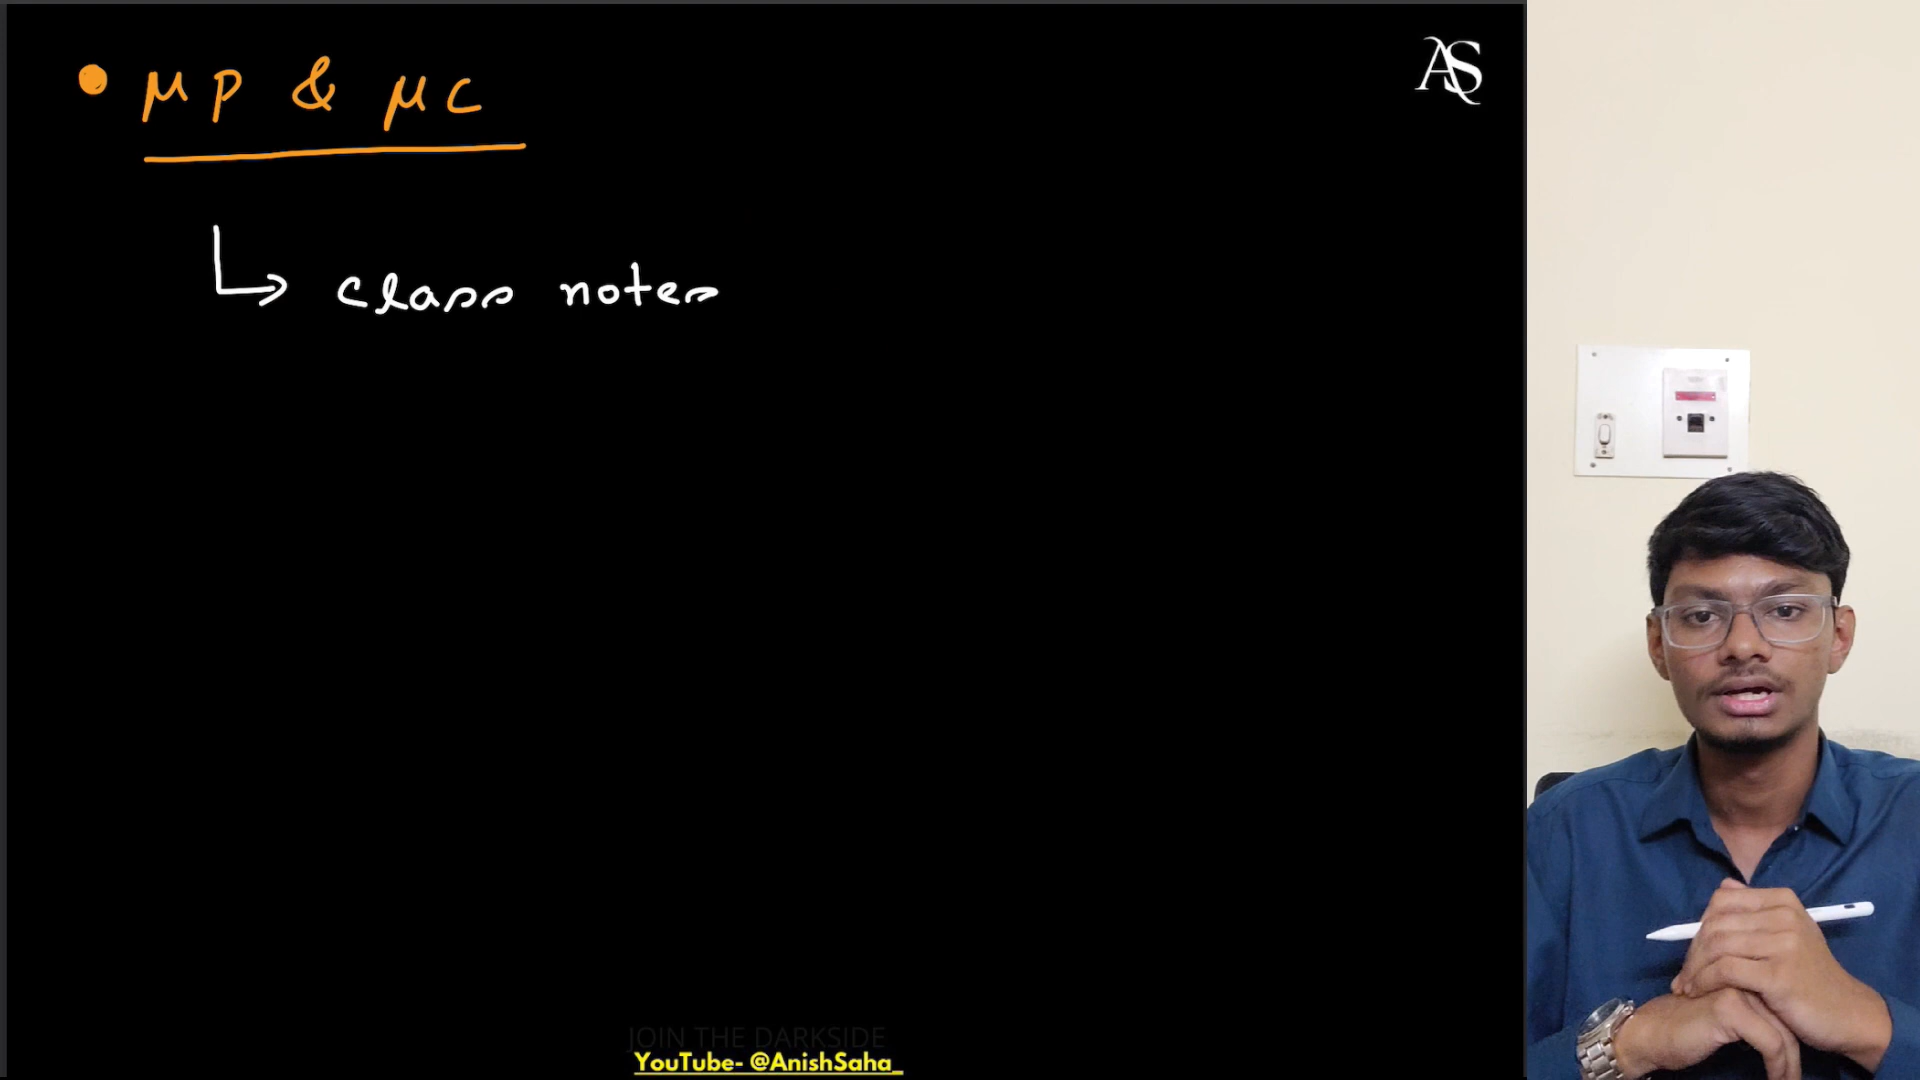 • μP & μC
AS
↳ class notes
JOIN THE DARKSIDE
YouTube- @AnishSaha_